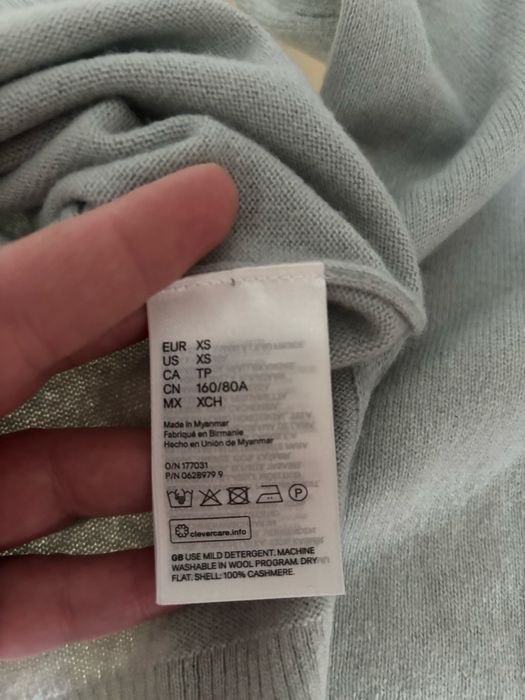 EUR XS
US XS
CA TP
CN 160/80A
MX XCH
Made in Myanmar
Fabriqué en Birmanie
Hecho en Unión de Myanmar
O/N 177031
P/N 0628979 9
P
clevercare.info
GB USE MILD DETERGENT. MACHINE
WASHABLE IN WOOL PROGRAM. DRY
FLAT. SHELL: 100% CASHMERE.